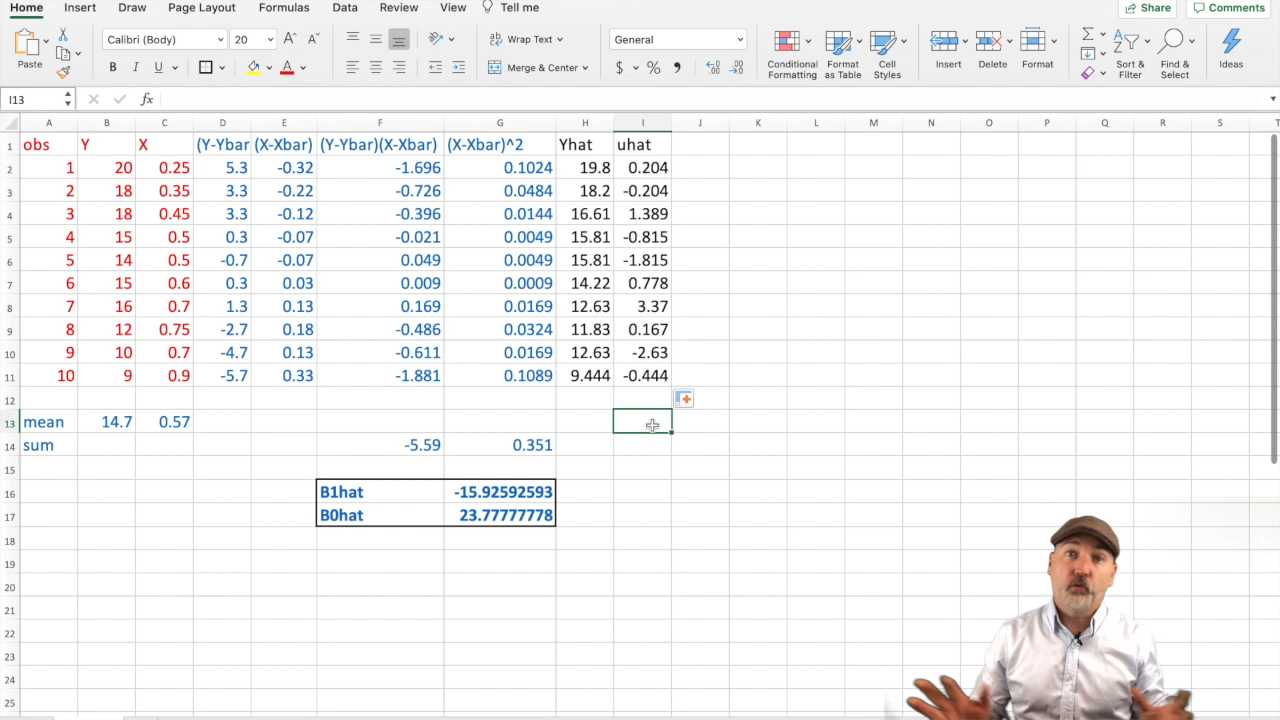 Home Insert Draw Page Layout Formulas Data Review View Tell me Share Comments
Calibri (Body) 20 A A ab Wrap Text General Σ A Z
Paste B I U A Merge & Center $ % , Conditional Formatting Format as Table Cell Styles Insert Delete Format Sort & Filter Find & Select Ideas
I13 fx
A B C D E F G H I J K L M N O P Q R S T
1 obs Y X (Y-Ybar (X-Xbar) (Y-Ybar)(X-Xbar) (X-Xbar)^2 Yhat uhat
2 1 20 0.25 5.3 -0.32 -1.696 0.1024 19.8 0.204
3 2 18 0.35 3.3 -0.22 -0.726 0.0484 18.2 -0.204
4 3 18 0.45 3.3 -0.12 -0.396 0.0144 16.61 1.389
5 4 15 0.5 0.3 -0.07 -0.021 0.0049 15.81 -0.815
6 5 14 0.5 -0.7 -0.07 0.049 0.0049 15.81 -1.815
7 6 15 0.6 0.3 0.03 0.009 0.0009 14.22 0.778
8 7 16 0.7 1.3 0.13 0.169 0.0169 12.63 3.37
9 8 12 0.75 -2.7 0.18 -0.486 0.0324 11.83 0.167
10 9 10 0.7 -4.7 0.13 -0.611 0.0169 12.63 -2.63
11 10 9 0.9 -5.7 0.33 -1.881 0.1089 9.444 -0.444
12
13 mean 14.7 0.57
14 sum -5.59 0.351
15
16 B1hat -15.92592593
17 B0hat 23.77777778
18
19
20
21
22
23
24
25